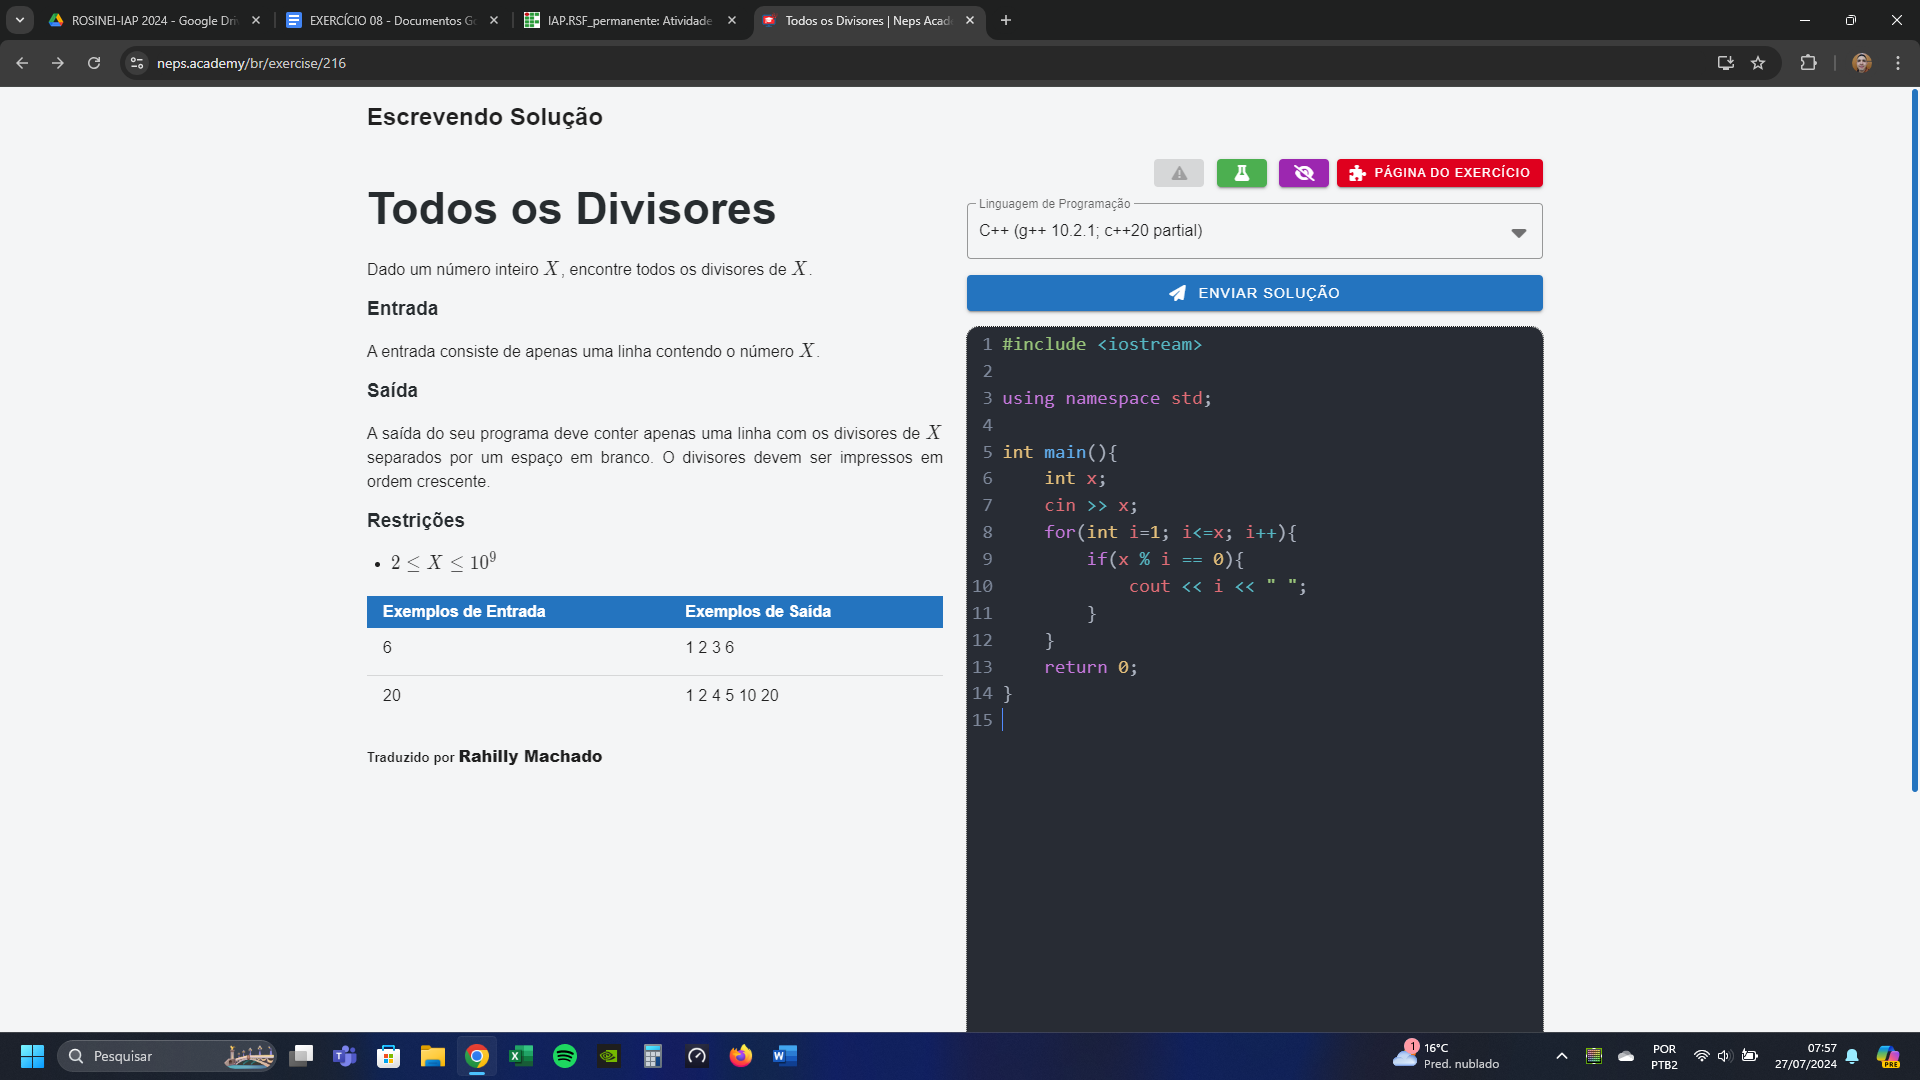 ROSINEI-IAP 2024 - Google Dri
EXERCÍCIO 08 - Documentos Go
IAP.RSF_permanente: Atividade
Todos os Divisores | Neps Acade
neps.academy/br/exercise/216
Escrevendo Solução
PÁGINA DO EXERCÍCIO
Todos os Divisores
Dado um número inteiro X, encontre todos os divisores de X.
Entrada
A entrada consiste de apenas uma linha contendo o número X.
Saída
A saída do seu programa deve conter apenas uma linha com os divisores de X
separados por um espaço em branco. O divisores devem ser impressos em
ordem crescente.
Restrições
• 2 ≤ X ≤ 10⁹
Exemplos de Entrada Exemplos de Saída
6 1 2 3 6
20 1 2 4 5 10 20
Traduzido por Rahilly Machado
Linguagem de Programação
C++ (g++ 10.2.1; c++20 partial)
ENVIAR SOLUÇÃO
1 #include <iostream>
2
3 using namespace std;
4
5 int main(){
6     int x;
7     cin >> x;
8     for(int i=1; i<=x; i++){
9         if(x % i == 0){
10             cout << i << " ";
11         }
12     }
13     return 0;
14 }
15
Pesquisar
1
16°C
Pred. nublado
POR
PTB2
07:57
27/07/2024
PRE